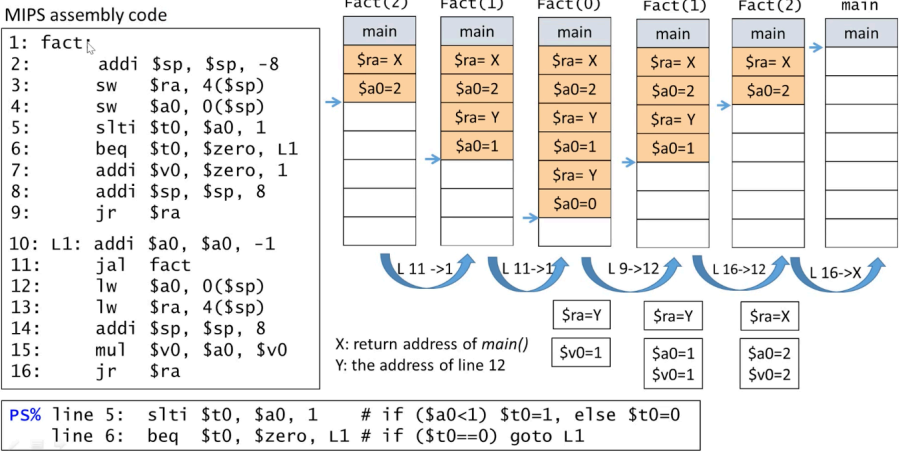 MIPS assembly code
1: fact:
2: addi $sp, $sp, -8
3: sw $ra, 4($sp)
4: sw $a0, 0($sp)
5: slti $t0, $a0, 1
6: beq $t0, $zero, L1
7: addi $v0, $zero, 1
8: addi $sp, $sp, 8
9: jr $ra
10: L1: addi $a0, $a0, -1
11: jal fact
12: lw $a0, 0($sp)
13: lw $ra, 4($sp)
14: addi $sp, $sp, 8
15: mul $v0, $a0, $v0
16: jr $ra
Fact(2) Fact(1) Fact(0) Fact(1) Fact(2) main
main main main main main main
$ra= X $ra= X $ra= X $ra= X $ra= X
$a0=2 $a0=2 $a0=2 $a0=2 $a0=2
$ra= Y $ra= Y $ra= Y
$a0=1 $a0=1 $a0=1
$ra= Y
$a0=0
L 11 ->1 L 11->1 L 9->12 L 16->12 L 16->X
$ra=Y $ra=Y $ra=X
$v0=1 $a0=1 $a0=2
$v0=1 $v0=2
X: return address of main()
Y: the address of line 12
PS% line 5: slti $t0, $a0, 1 # if ($a0<1) $t0=1, else $t0=0
line 6: beq $t0, $zero, L1 # if ($t0==0) goto L1